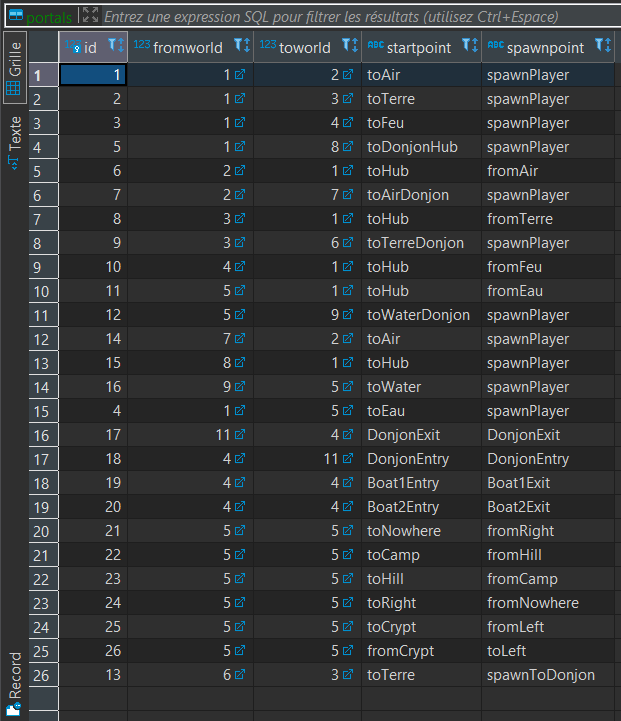 portals Entrez une expression SQL pour filtrer les résultats (utilisez Ctrl+Espace)
Grille
Texte
Record
123 id 123 fromworld 123 toworld ABC startpoint ABC spawnpoint
1 1 1 2 toAir spawnPlayer
2 2 1 3 toTerre spawnPlayer
3 3 1 4 toFeu spawnPlayer
4 5 1 8 toDonjonHub spawnPlayer
5 6 2 1 toHub fromAir
6 7 2 7 toAirDonjon spawnPlayer
7 8 3 1 toHub fromTerre
8 9 3 6 toTerreDonjon spawnPlayer
9 10 4 1 toHub fromFeu
10 11 5 1 toHub fromEau
11 12 5 9 toWaterDonjon spawnPlayer
12 14 7 2 toAir spawnPlayer
13 15 8 1 toHub spawnPlayer
14 16 9 5 toWater spawnPlayer
15 4 1 5 toEau spawnPlayer
16 17 11 4 DonjonExit DonjonExit
17 18 4 11 DonjonEntry DonjonEntry
18 19 4 4 Boat1Entry Boat1Exit
19 20 4 4 Boat2Entry Boat2Exit
20 21 5 5 toNowhere fromRight
21 22 5 5 toCamp fromHill
22 23 5 5 toHill fromCamp
23 24 5 5 toRight fromNowhere
24 25 5 5 toCrypt fromLeft
25 26 5 5 fromCrypt toLeft
26 13 6 3 toTerre spawnToDonjon